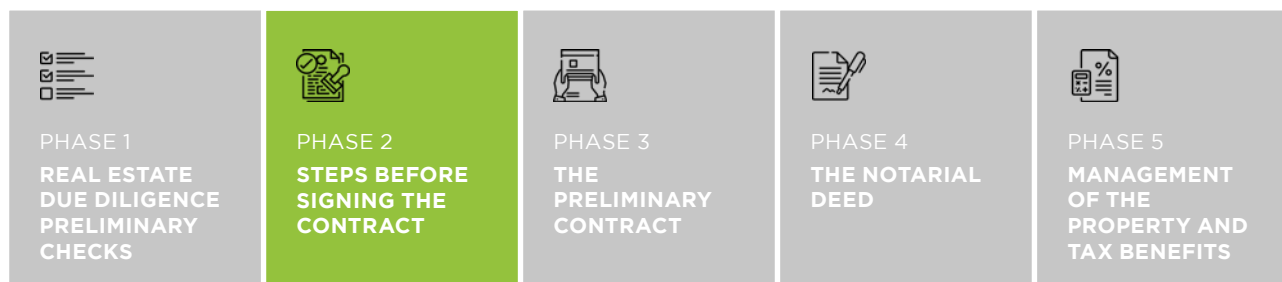 PHASE 1
REAL ESTATE
DUE DILIGENCE
PRELIMINARY
CHECKS
PHASE 2
STEPS BEFORE
SIGNING THE
CONTRACT
PHASE 3
THE
PRELIMINARY
CONTRACT
PHASE 4
THE NOTARIAL
DEED
PHASE 5
MANAGEMENT
OF THE
PROPERTY AND
TAX BENEFITS